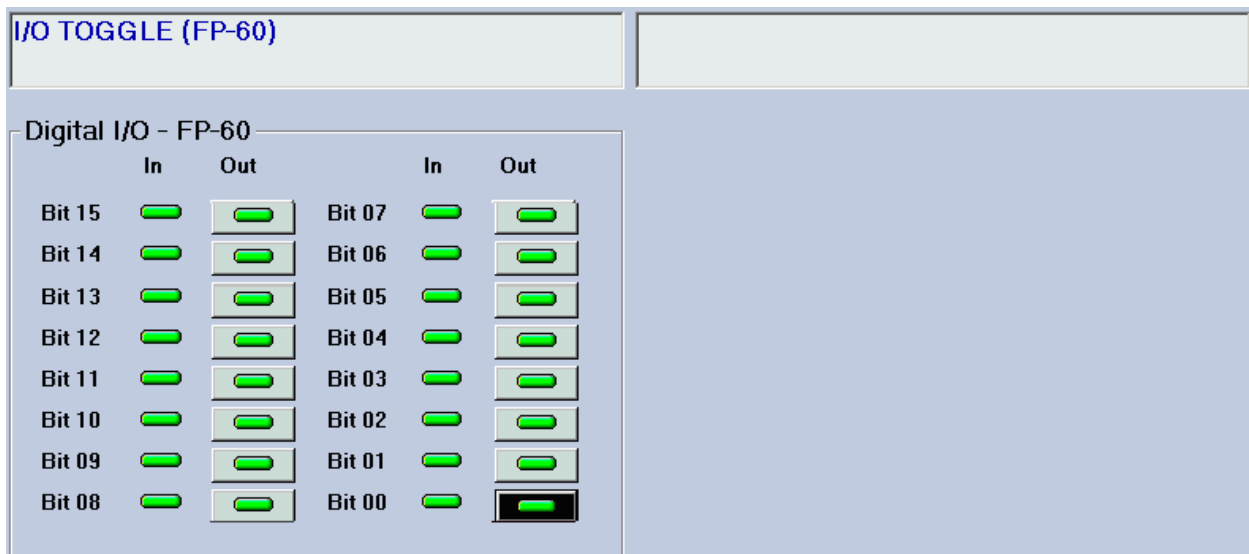 I/O TOGGLE (FP-60)
Digital I/O - FP-60
In Out In Out
Bit 15 Bit 07
Bit 14 Bit 06
Bit 13 Bit 05
Bit 12 Bit 04
Bit 11 Bit 03
Bit 10 Bit 02
Bit 09 Bit 01
Bit 08 Bit 00